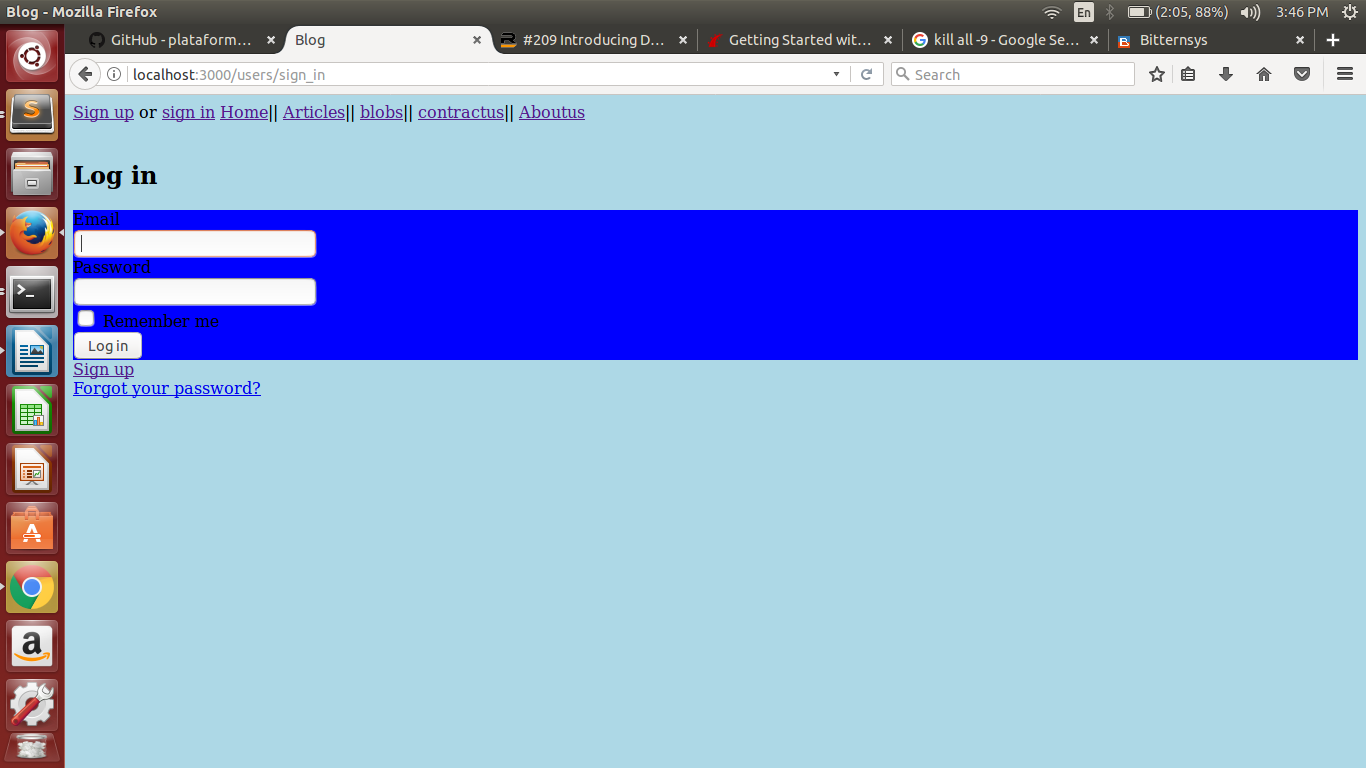 Blog - Mozilla Firefox
En
(2:05, 88%)
3:46 PM
GitHub - plataform...
Blog
#209 Introducing D...
Getting Started wit...
kill all -9 - Google Se...
Bitternsys
localhost:3000/users/sign_in
Search
Sign up or sign in Home|| Articles|| blobs|| contractus|| Aboutus
Log in
Email
Password
Remember me
Log in
Sign up
Forgot your password?